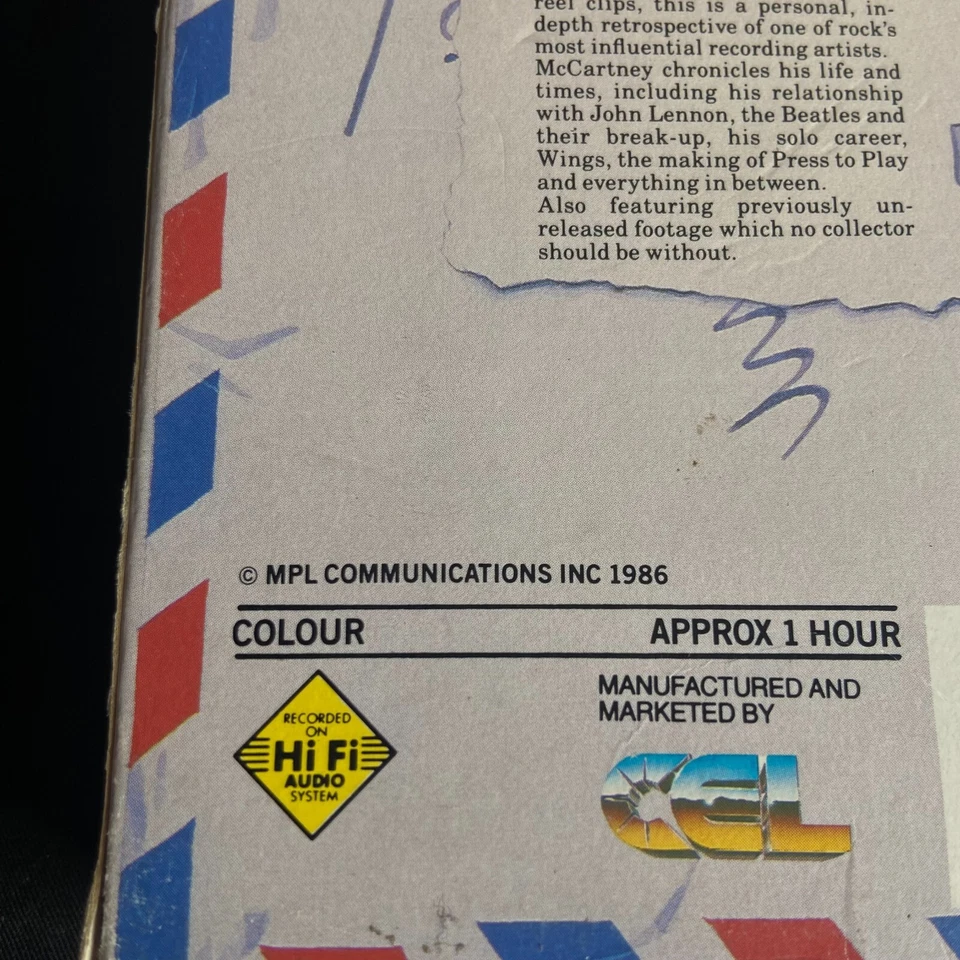 reel clips, this is a personal, in-
depth retrospective of one of rock's
most influential recording artists.
McCartney chronicles his life and
times, including his relationship
with John Lennon, the Beatles and
their break-up, his solo career,
Wings, the making of Press to Play
and everything in between.
Also featuring previously un-
released footage which no collector
should be without.
© MPL COMMUNICATIONS INC 1986
COLOUR APPROX 1 HOUR
RECORDED
ON
Hi Fi
AUDIO
SYSTEM
MANUFACTURED AND
MARKETED BY
CEL